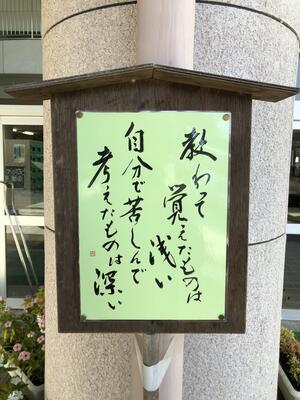 教わって
覚えたものは
浅い
自分で苦しんで
考えたものは深い